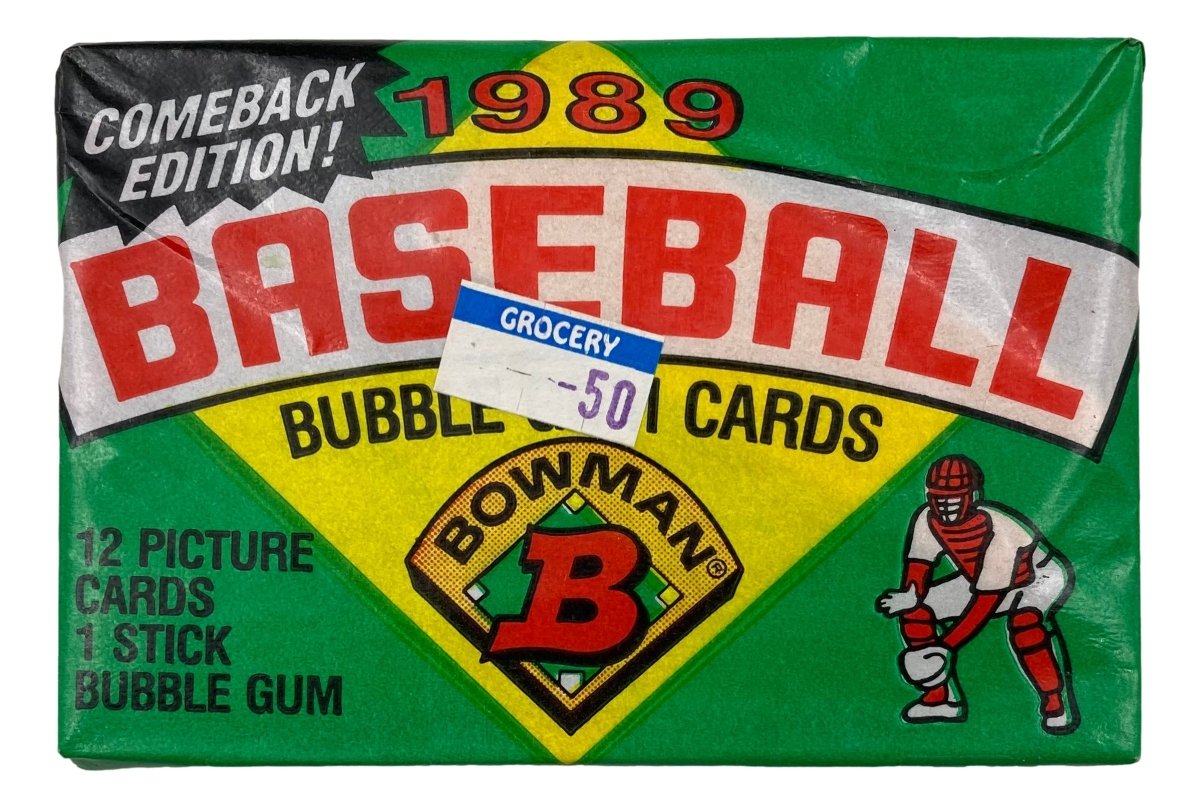 COMEBACK
EDITION!
1989
BASEBALL
GROCERY
-50
BUBBLE CARDS
BOWMAN®
B
12 PICTURE
CARDS
1 STICK
BUBBLE GUM